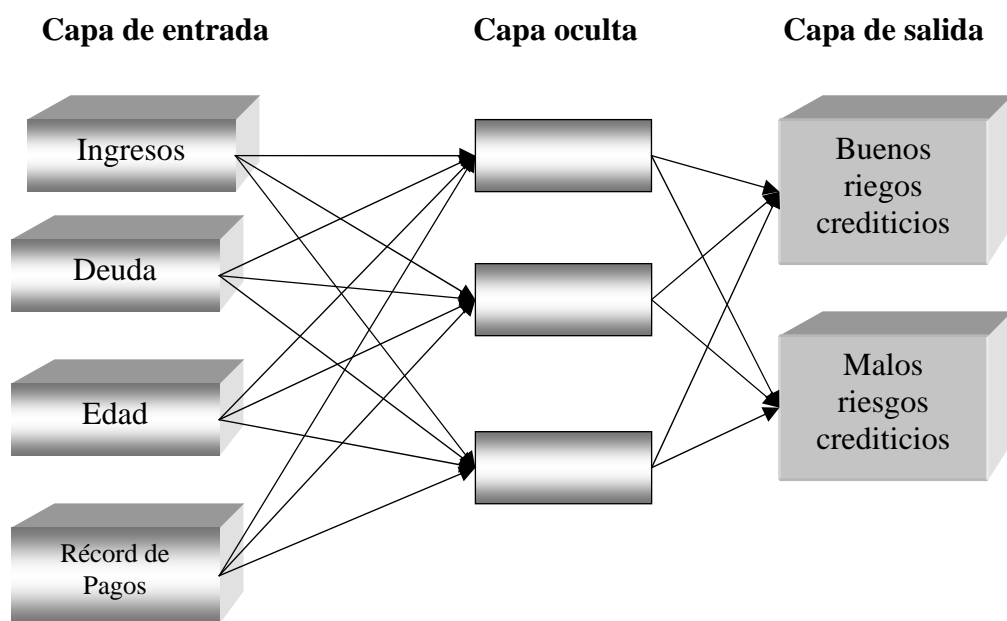 Capa de entrada
Capa oculta
Capa de salida
Ingresos
Deuda
Edad
Récord de
Pagos
Buenos
riegos
crediticios
Malos
riesgos
crediticios